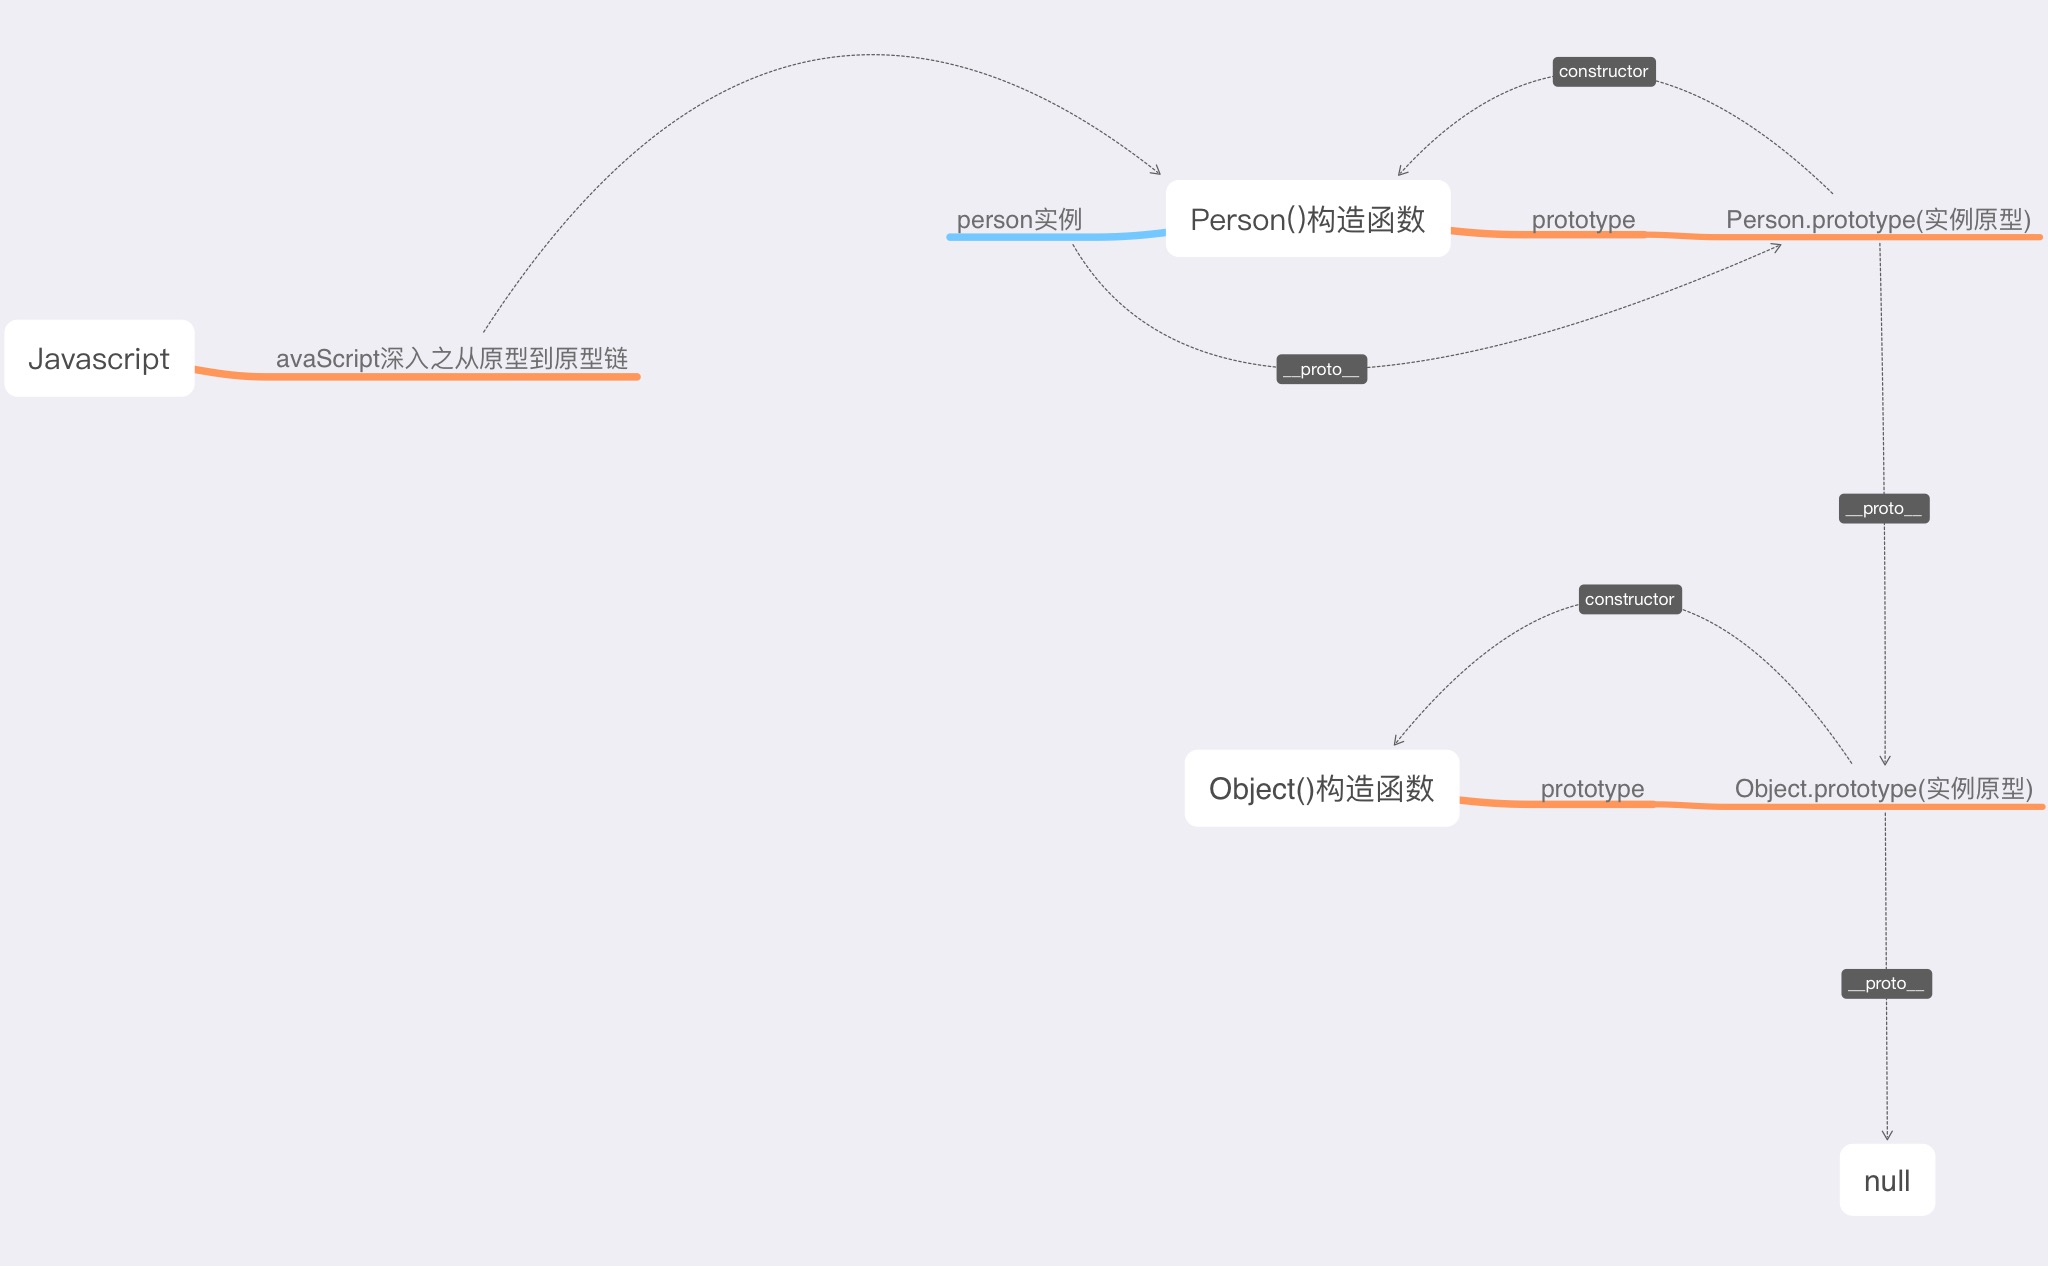 constructor
person实例
Person()构造函数
prototype
Person.prototype(实例原型)
Javascript
avaScript深入之从原型到原型链
__proto__
__proto__
constructor
Object()构造函数
prototype
Object.prototype(实例原型)
__proto__
null